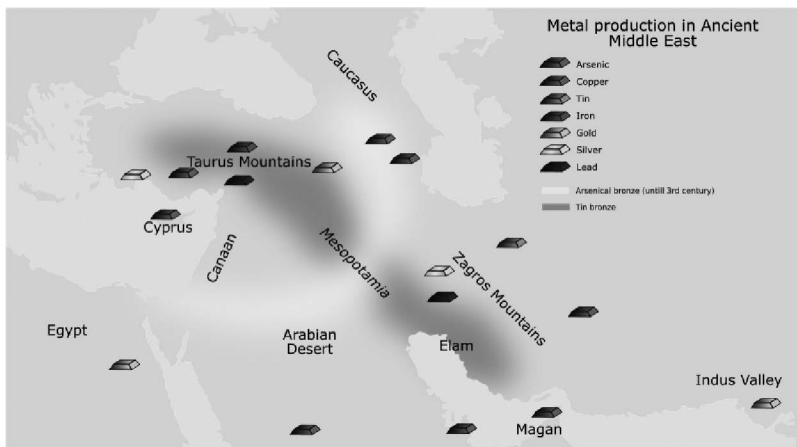 Metal production in Ancient
Middle East
Arsenic
Copper
Tin
Iron
Gold
Silver
Lead
Arsenical bronze (untill 3rd century)
Tin bronze
Caucasus
Taurus Mountains
Cyprus
Canaan
Mesopotamia
Zagros Mountains
Egypt
Arabian
Desert
Elam
Indus Valley
Magan